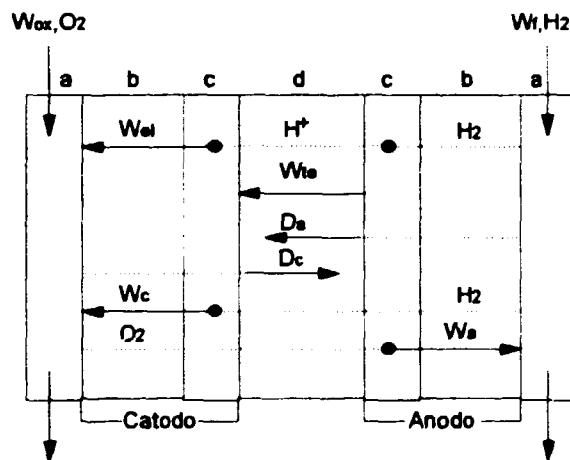 Wox,O2 Wf,H2
a b c d c b a
Wel H+ H2
Wte
Da
Dc
Wc H2
O2 Wa
Catodo Anodo